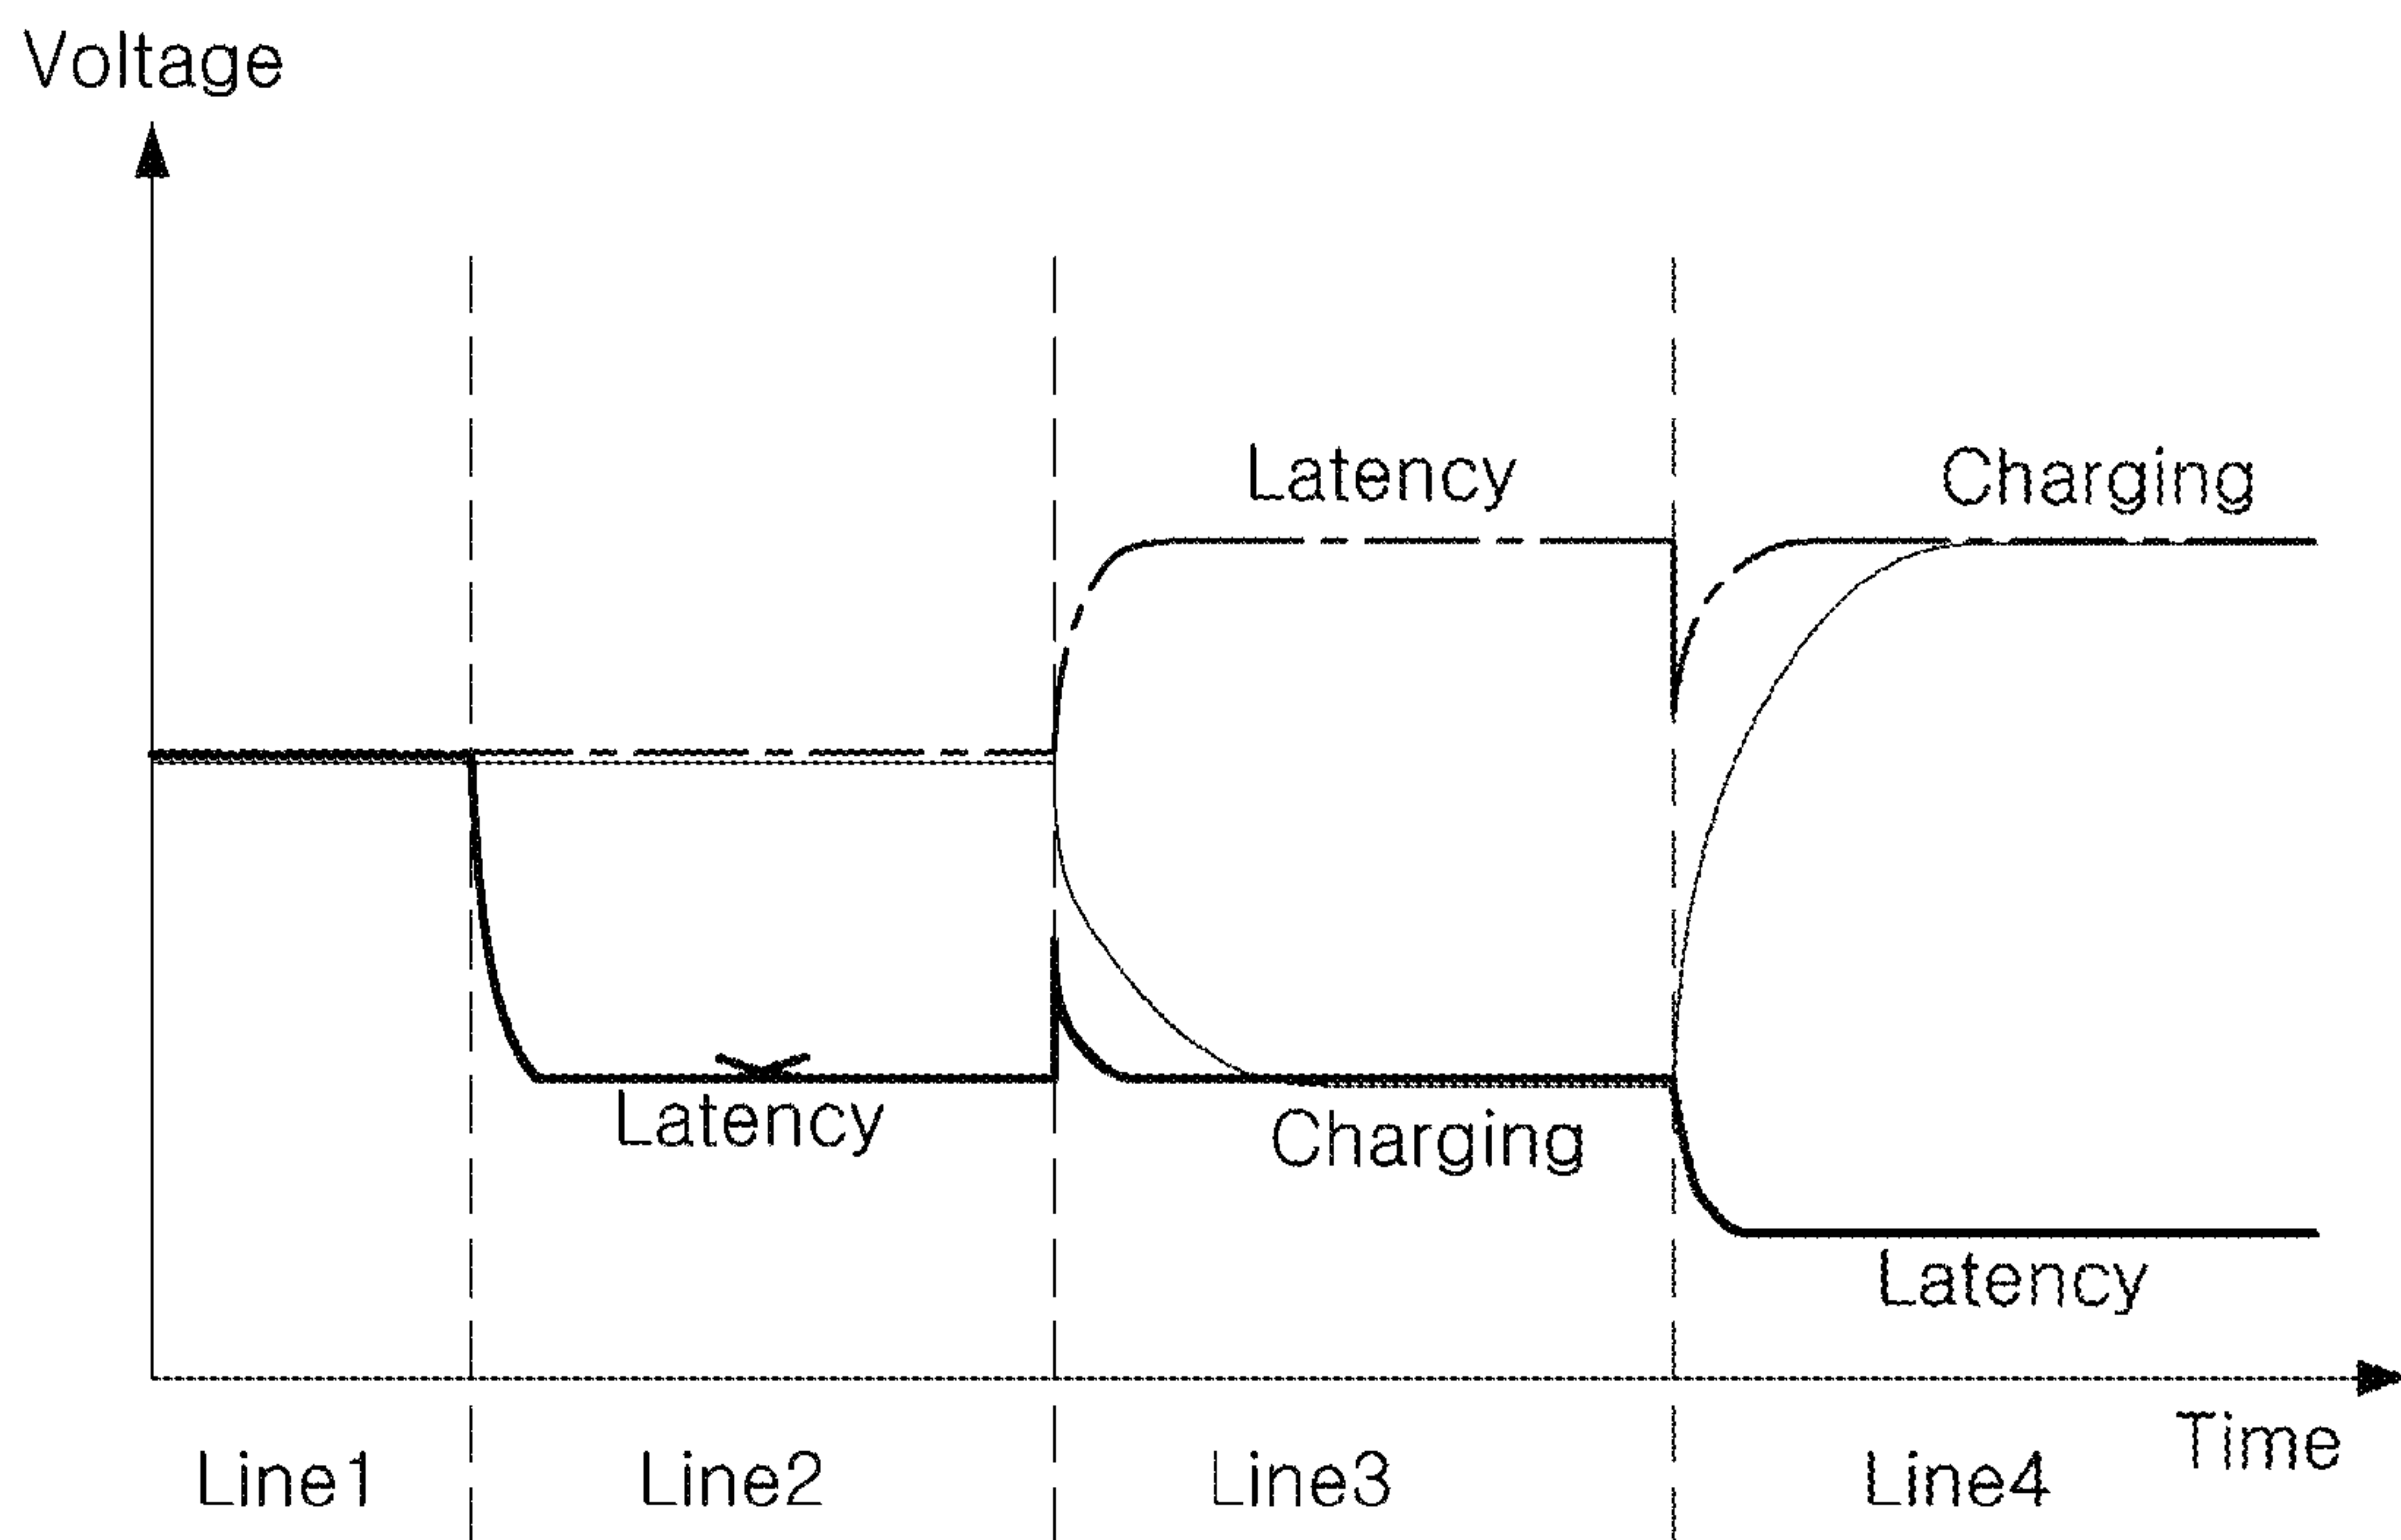 Voltage
Latency
Charging
Latency
Charging
Latency
Time
Line1
Line2
Line3
Line4